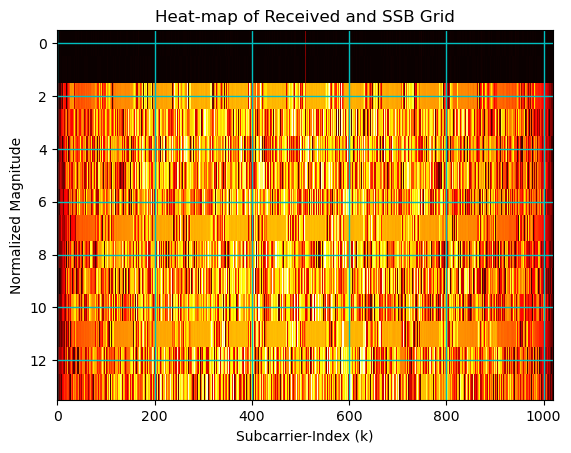 Heat-map of Received and SSB Grid
0
2
4
6
8
10
12
Normalized Magnitude
0 200 400 600 800 1000
Subcarrier-Index (k)